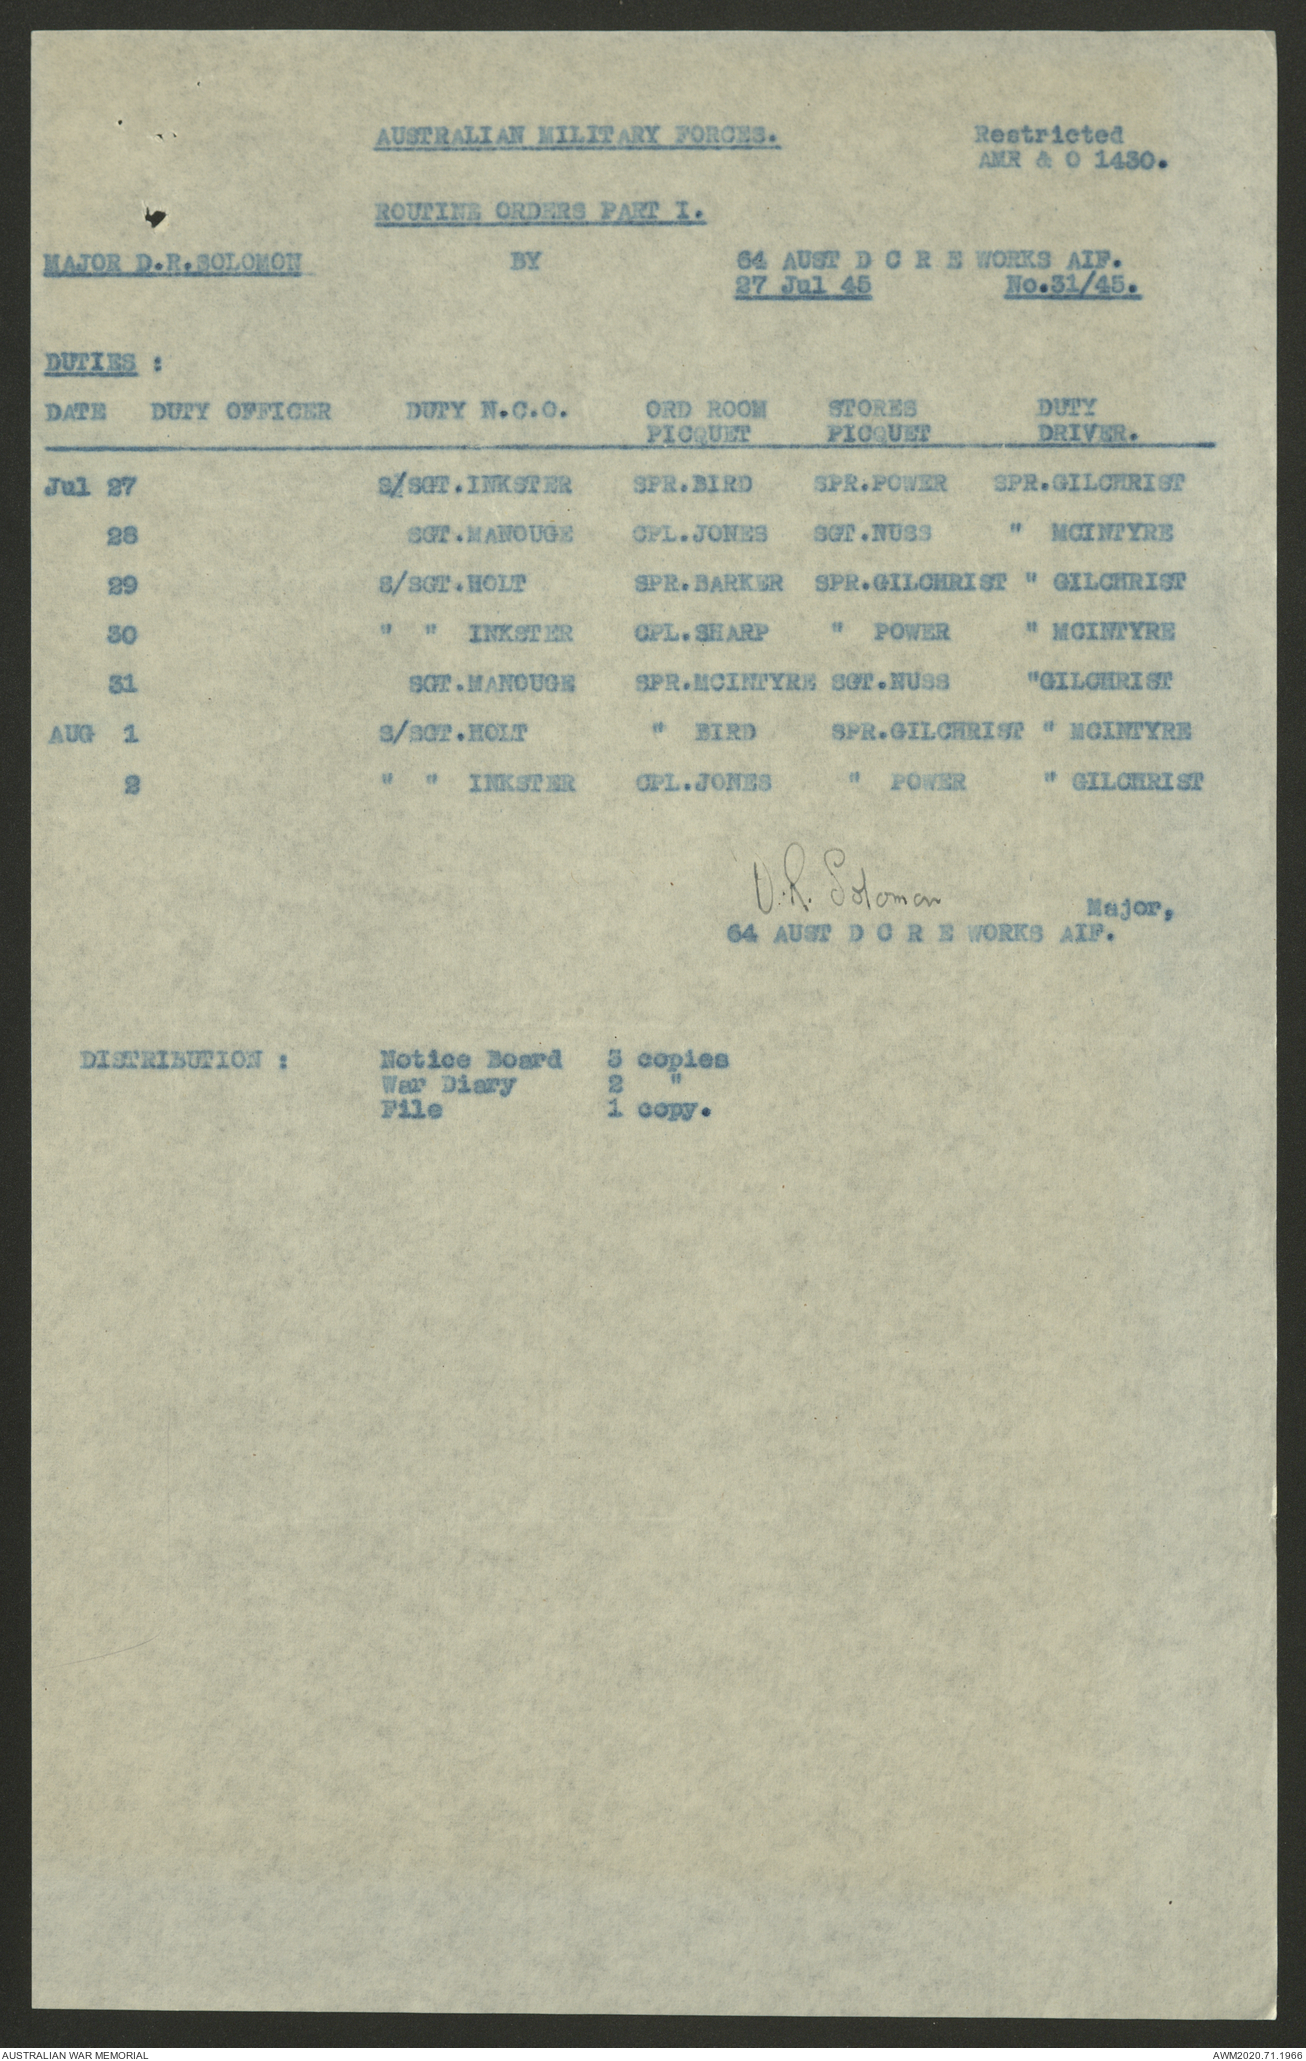 AUSTRALIAN MILITARY FORCES. Restricted
AMR & O 1430.
ROUTINE ORDERS PART I.
MAJOR D.R.SOLOMON BY 64 AUST D C R E WORKS AIF.
27 Jul 45 No.31/45.
DUTIES :
DATE DUTY OFFICER DUTY N.C.O. ORD ROOM STORES DUTY
PICQUET PICQUET DRIVER.
Jul 27 S/SGT.INKSTER SPR.BIRD SPR.POWER SPR.GILCHRIST
28 SGT.MANOUGE CPL.JONES SGT.NUSS " MCINTYRE
29 S/SGT.HOLT SPR.BARKER SPR.GILCHRIST " GILCHRIST
30 " " INKSTER CPL.SHARP " POWER " MCINTYRE
31 SGT.MANOUGE SPR.MCINTYRE SGT.NUSS "GILCHRIST
AUG 1 S/SGT.HOLT " BIRD SPR.GILCHRIST " MCINTYRE
2 " " INKSTER CPL.JONES " POWER " GILCHRIST
D.R. Solomon Major,
64 AUST D C R E WORKS AIF.
DISTRIBUTION : Notice Board 3 copies
War Diary 2 "
File 1 copy.
AUSTRALIAN WAR MEMORIAL AWM2020.71.1966